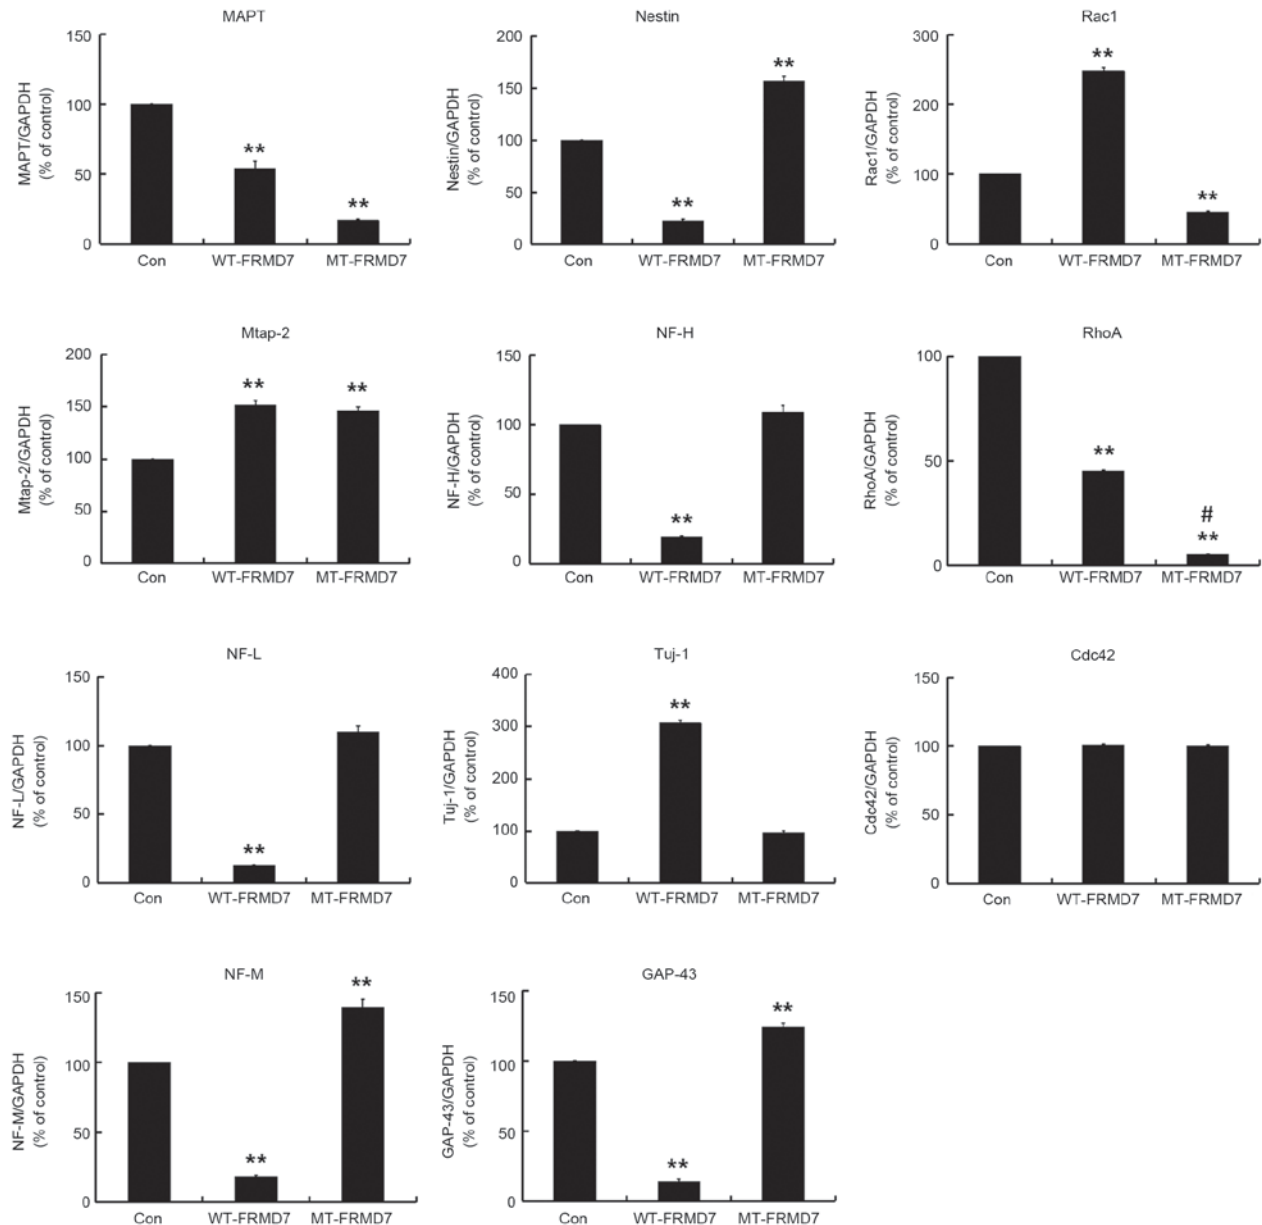 MAPT
MAPT/GAPDH
(% of control)
150
100
50
0
**
**
Con
WT-FRMD7
MT-FRMD7
Nestin
Nestin/GAPDH
(% of control)
200
150
100
50
0
**
**
Con
WT-FRMD7
MT-FRMD7
Rac1
Rac1/GAPDH
(% of control)
300
200
100
0
**
**
Con
WT-FRMD7
MT-FRMD7
Mtap-2
Mtap-2/GAPDH
(% of control)
200
150
100
50
0
**
**
Con
WT-FRMD7
MT-FRMD7
NF-H
NF-H/GAPDH
(% of control)
150
100
50
0
**
Con
WT-FRMD7
MT-FRMD7
RhoA
RhoA/GAPDH
(% of control)
100
50
0
**
#
**
Con
WT-FRMD7
MT-FRMD7
NF-L
NF-L/GAPDH
(% of control)
150
100
50
0
**
Con
WT-FRMD7
MT-FRMD7
Tuj-1
Tuj-1/GAPDH
(% of control)
400
300
200
100
0
**
Con
WT-FRMD7
MT-FRMD7
Cdc42
Cdc42/GAPDH
(% of control)
150
100
50
0
Con
WT-FRMD7
MT-FRMD7
NF-M
NF-M/GAPDH
(% of control)
150
100
50
0
**
**
Con
WT-FRMD7
MT-FRMD7
GAP-43
GAP-43/GAPDH
(% of control)
150
100
50
0
**
**
Con
WT-FRMD7
MT-FRMD7